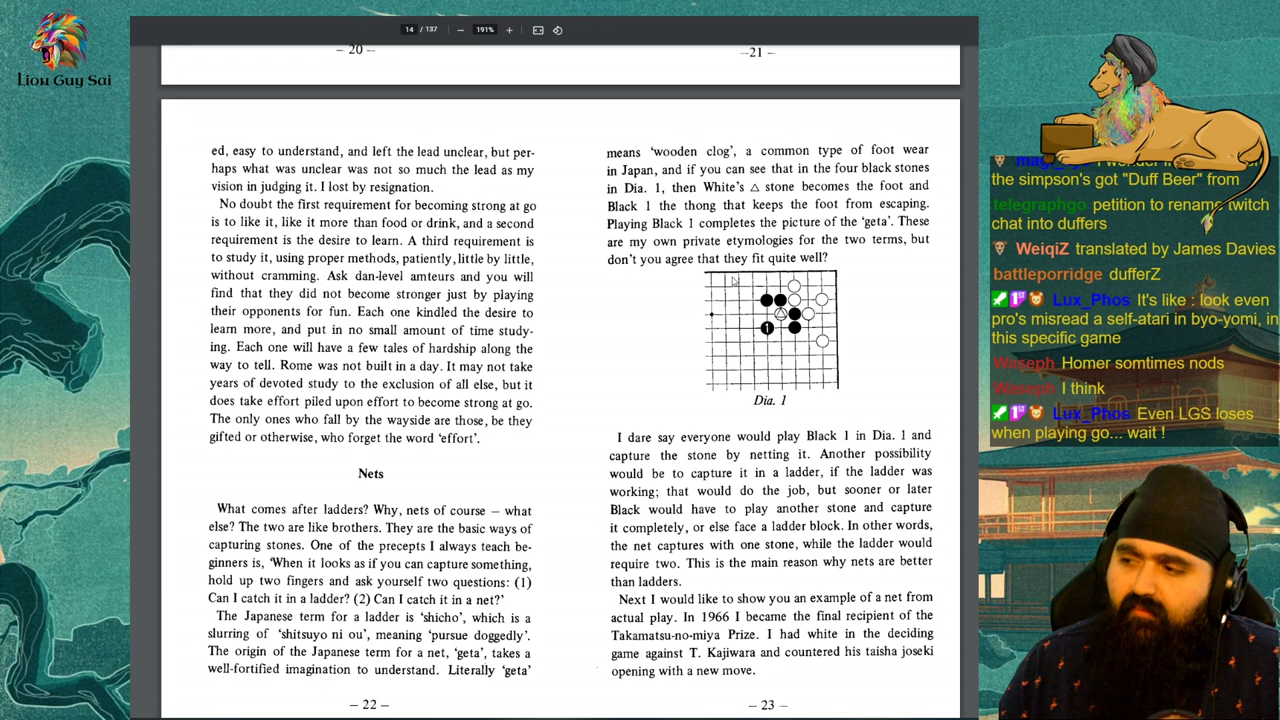 Lion Guy Sai
14 / 137
191%
– 20 –
–21 –
ed, easy to understand, and left the lead unclear, but per-
haps what was unclear was not so much the lead as my
vision in judging it. I lost by resignation.
No doubt the first requirement for becoming strong at go
is to like it, like it more than food or drink, and a second
requirement is the desire to learn. A third requirement is
to study it, using proper methods, patiently, little by little,
without cramming. Ask dan-level amteurs and you will
find that they did not become stronger just by playing
their opponents for fun. Each one kindled the desire to
learn more, and put in no small amount of time study-
ing. Each one will have a few tales of hardship along the
way to tell. Rome was not built in a day. It may not take
years of devoted study to the exclusion of all else, but it
does take effort piled upon effort to become strong at go.
The only ones who fall by the wayside are those, be they
gifted or otherwise, who forget the word ‘effort’.
Nets
What comes after ladders? Why, nets of course – what
else? The two are like brothers. They are the basic ways of
capturing stones. One of the precepts I always teach be-
ginners is, ‘When it looks as if you can capture something,
hold up two fingers and ask yourself two questions: (1)
Can I catch it in a ladder? (2) Can I catch it in a net?’
The Japanese term for a ladder is ‘shicho’, which is a
slurring of ‘shitsuyo ni ou’, meaning ‘pursue doggedly’.
The origin of the Japanese term for a net, ‘geta’, takes a
well-fortified imagination to understand. Literally ‘geta’
– 22 –
means ‘wooden clog’, a common type of foot wear
in Japan, and if you can see that in the four black stones
in Dia. 1, then White’s △ stone becomes the foot and
Black 1 the thong that keeps the foot from escaping.
Playing Black 1 completes the picture of the ‘geta’. These
are my own private etymologies for the two terms, but
don’t you agree that they fit quite well?
1
Dia. 1
I dare say everyone would play Black 1 in Dia. 1 and
capture the stone by netting it. Another possibility
would be to capture it in a ladder, if the ladder was
working; that would do the job, but sooner or later
Black would have to play another stone and capture
it completely, or else face a ladder block. In other words,
the net captures with one stone, while the ladder would
require two. This is the main reason why nets are better
than ladders.
Next I would like to show you an example of a net from
actual play. In 1966 I became the final recipient of the
Takamatsu-no-miya Prize. I had white in the deciding
game against T. Kajiwara and countered his taisha joseki
opening with a new move.
– 23 –
the simpson's got "Duff Beer" from
telegraphgo petition to rename twitch
chat into duffers
WeiqiZ translated by James Davies
battleporridge dufferZ
Lux_Phos It's like : look even
pro's misread a self-atari in byo-yomi, in
this specific game
Waseph Homer somtimes nods
Waseph I think
Lux_Phos Even LGS loses
when playing go... wait !